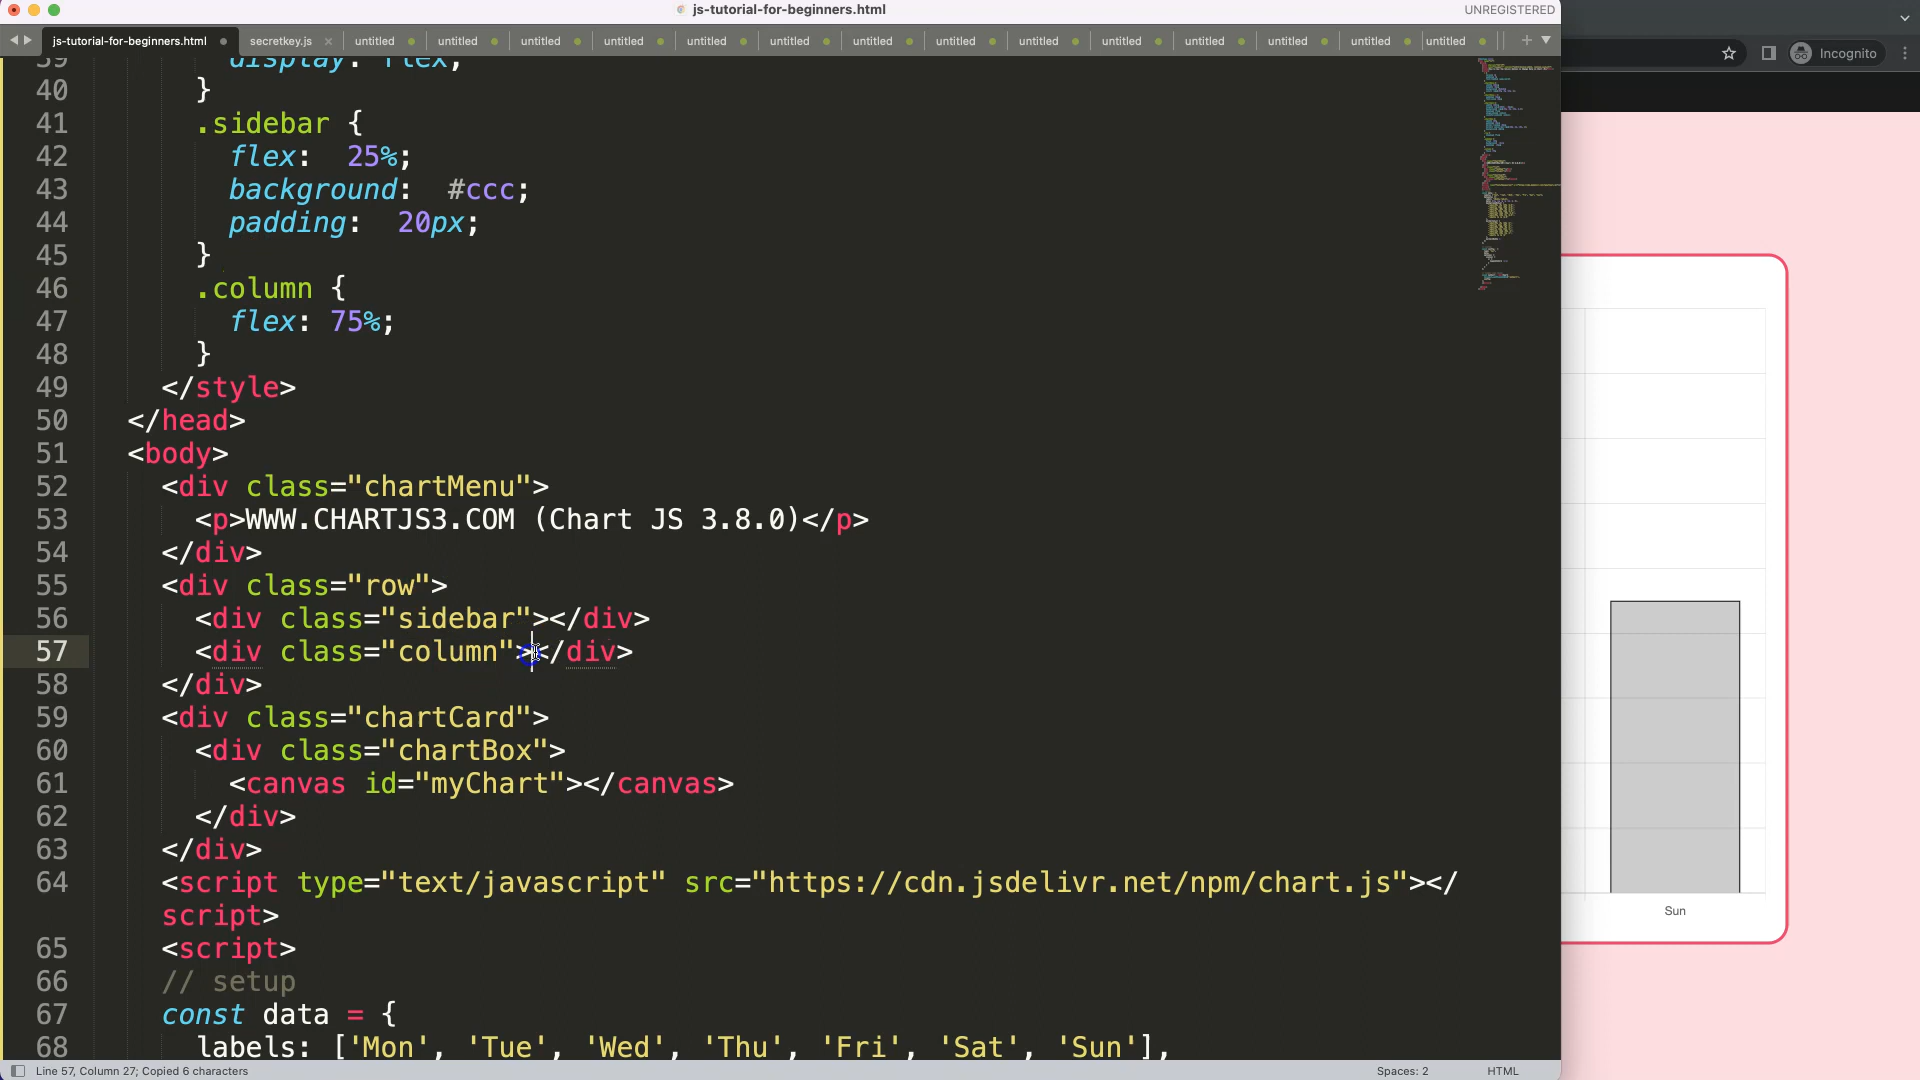 js-tutorial-for-beginners.html
UNREGISTERED
js-tutorial-for-beginners.html secretkey.js untitled untitled untitled untitled untitled untitled untitled untitled untitled untitled untitled untitled untitled untitled
Incognito
39 display: flex;
40 }
41 .sidebar {
42 flex: 25%;
43 background: #ccc;
44 padding: 20px;
45 }
46 .column {
47 flex: 75%;
48 }
49 </style>
50 </head>
51 <body>
52 <div class="chartMenu">
53 <p>WWW.CHARTJS3.COM (Chart JS 3.8.0)</p>
54 </div>
55 <div class="row">
56 <div class="sidebar"></div>
57 <div class="column"></div>
58 </div>
59 <div class="chartCard">
60 <div class="chartBox">
61 <canvas id="myChart"></canvas>
62 </div>
63 </div>
64 <script type="text/javascript" src="https://cdn.jsdelivr.net/npm/chart.js"></
script>
65 <script>
66 // setup
67 const data = {
68 labels: ['Mon', 'Tue', 'Wed', 'Thu', 'Fri', 'Sat', 'Sun'],
Sun
Line 57, Column 27; Copied 6 characters
Spaces: 2
HTML